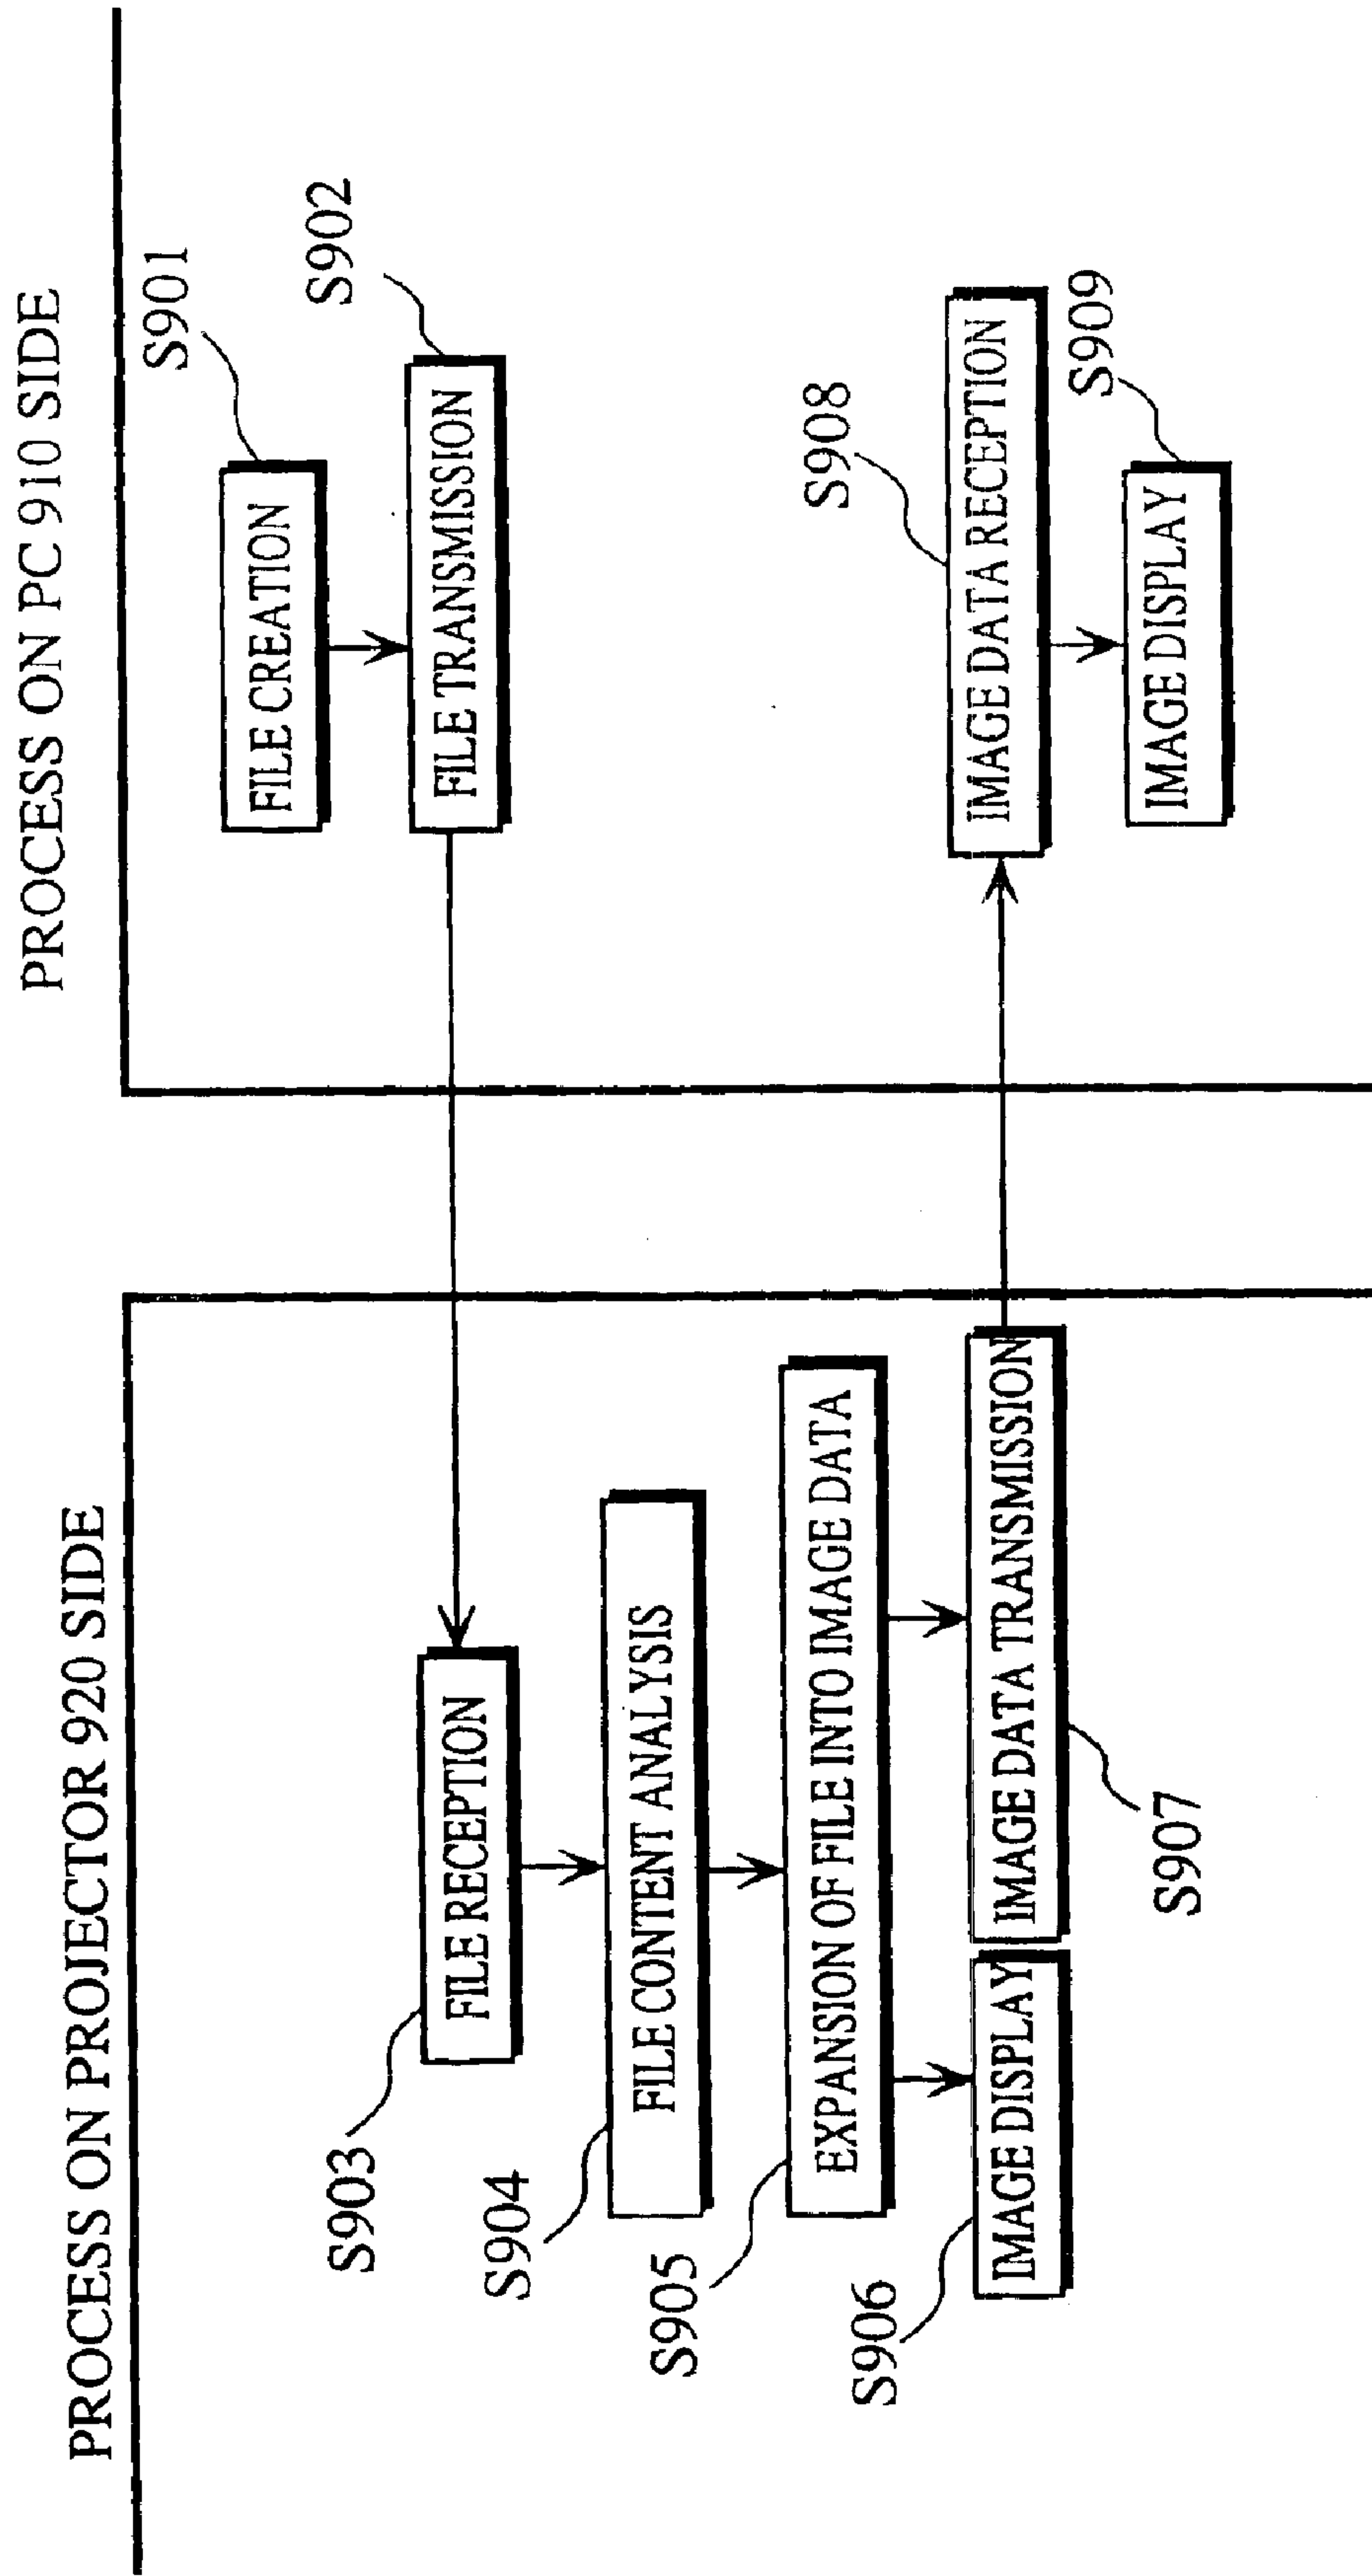 PROCESS ON PROJECTOR 920 SIDE
S903
FILE RECEPTION
S904
FILE CONTENT ANALYSIS
S905
EXPANSION OF FILE INTO IMAGE DATA
S906
IMAGE DISPLAY
IMAGE DATA TRANSMISSION
S907
PROCESS ON PC 910 SIDE
S901
FILE CREATION
S902
FILE TRANSMISSION
S908
IMAGE DATA RECEPTION
S909
IMAGE DISPLAY